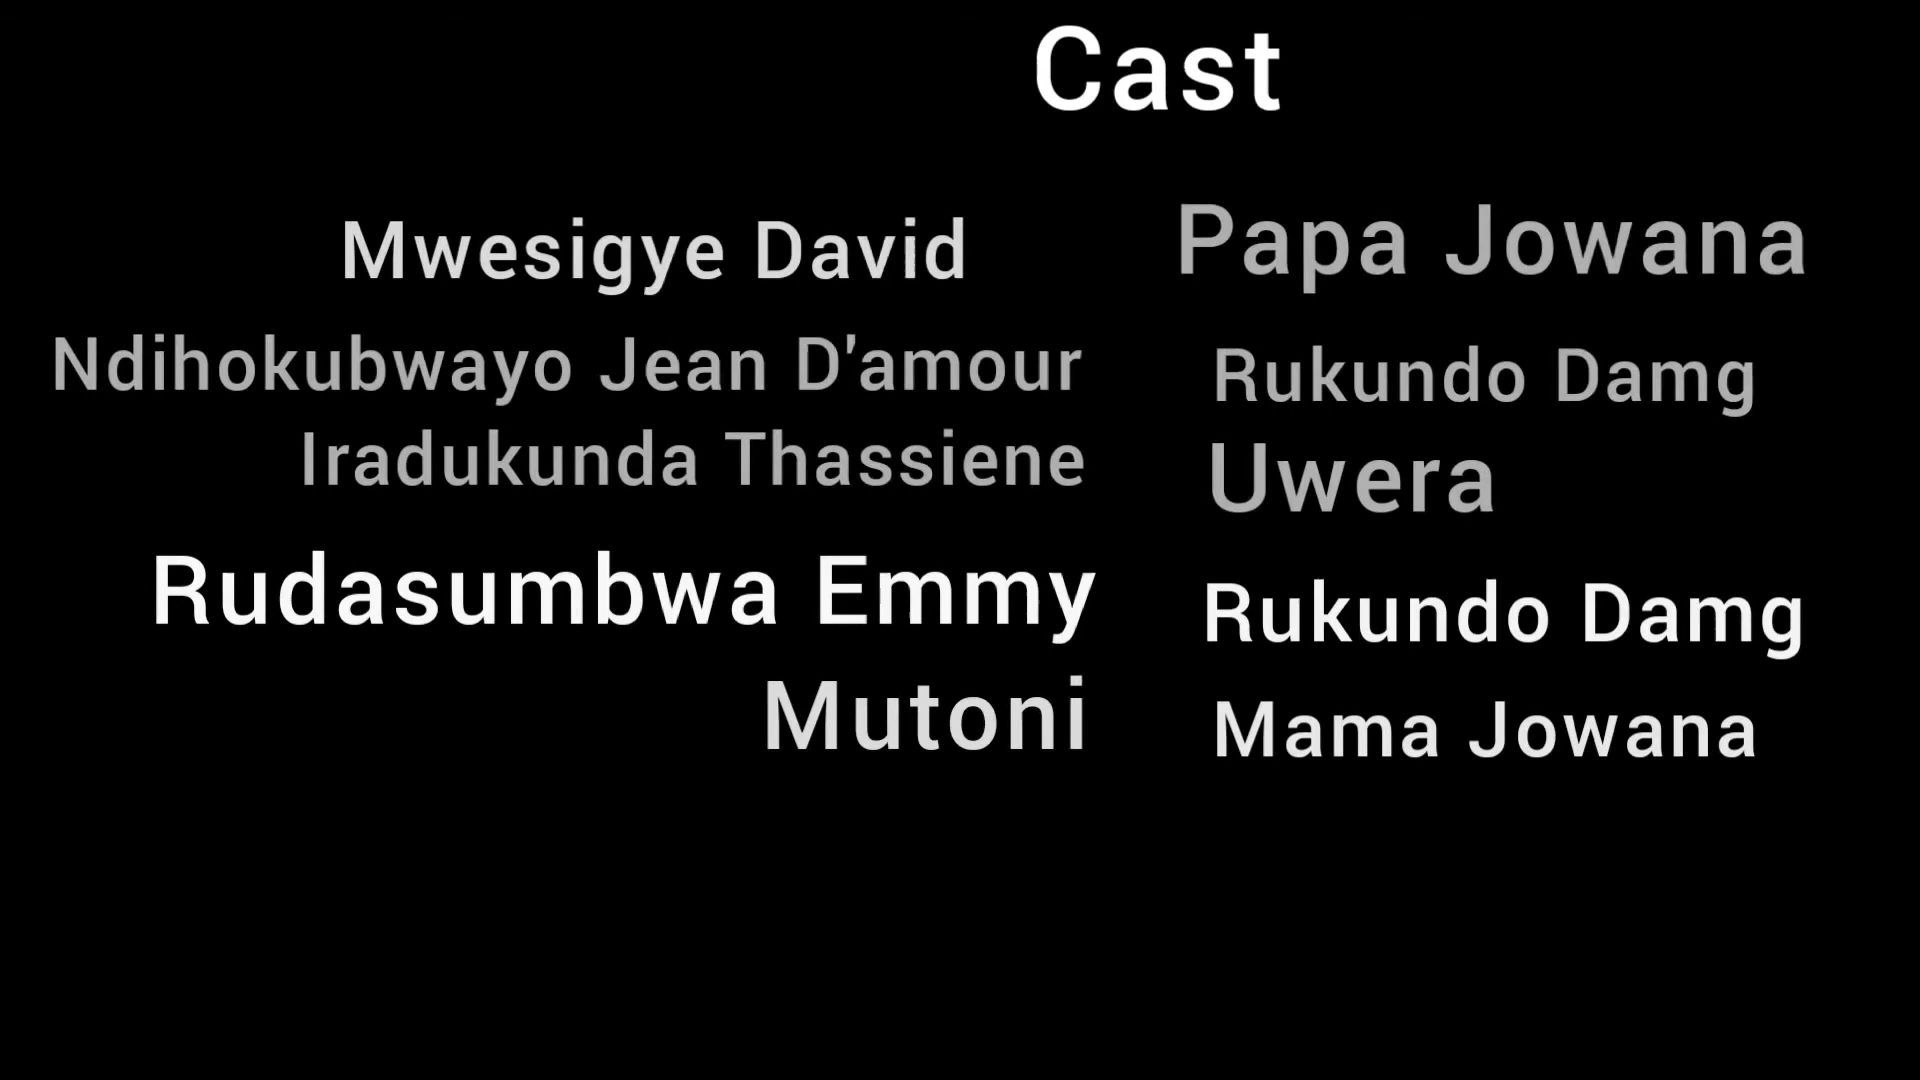 Cast
Mwesigye David Papa Jowana
Ndihokubwayo Jean D'amour Rukundo Damg
Iradukunda Thassiene Uwera
Rudasumbwa Emmy Rukundo Damg
Mutoni Mama Jowana